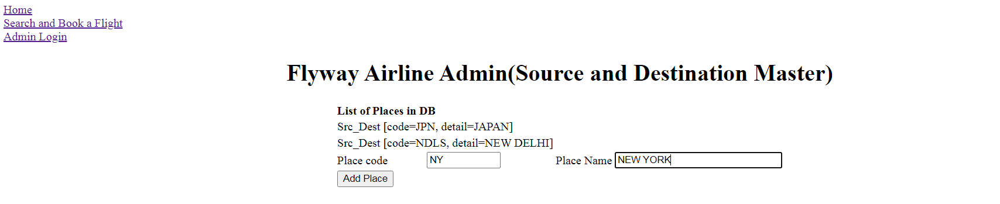 Home
Search and Book a Flight
Admin Login
Flyway Airline Admin(Source and Destination Master)
List of Places in DB
Src_Dest [code=JPN, detail=JAPAN]
Src_Dest [code=NDLS, detail=NEW DELHI]
Place code NY Place Name NEW YORK
Add Place